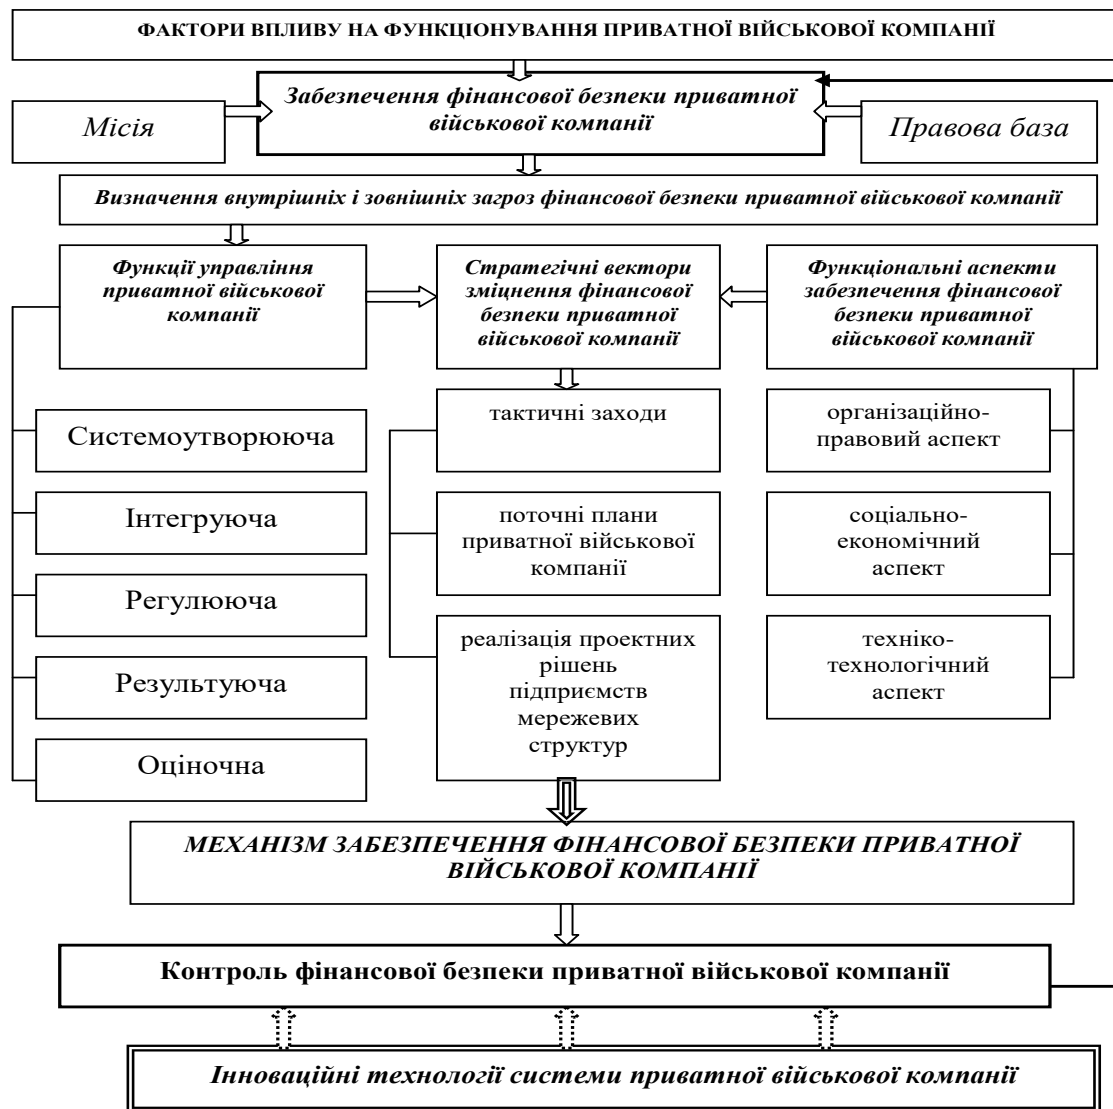 ФАКТОРИ ВПЛИВУ НА ФУНКЦІОНУВАННЯ ПРИВАТНОЇ ВІЙСЬКОВОЇ КОМПАНІЇ
Забезпечення фінансової безпеки приватної
військової компанії
Місія
Правова база
Визначення внутрішніх і зовнішніх загроз фінансової безпеки приватної військової компанії
Функції управління
приватної військової
компанії
Стратегічні вектори
зміцнення фінансової
безпеки приватної
військової компанії
Функціональні аспекти
забезпечення фінансової
безпеки приватної
військової компанії
Системоутворююча
Інтегруюча
Регулююча
Результуюча
Оціночна
тактичні заходи
поточні плани
приватної військової
компанії
реалізація проектних
рішень
підприємств
мережевих
структур
організаційно-
правовий аспект
соціально-
економічний
аспект
техніко-
технологічний
аспект
МЕХАНІЗМ ЗАБЕЗПЕЧЕННЯ ФІНАНСОВОЇ БЕЗПЕКИ ПРИВАТНОЇ
ВІЙСЬКОВОЇ КОМПАНІЇ
Контроль фінансової безпеки приватної військової компанії
Інноваційні технології системи приватної військової компанії